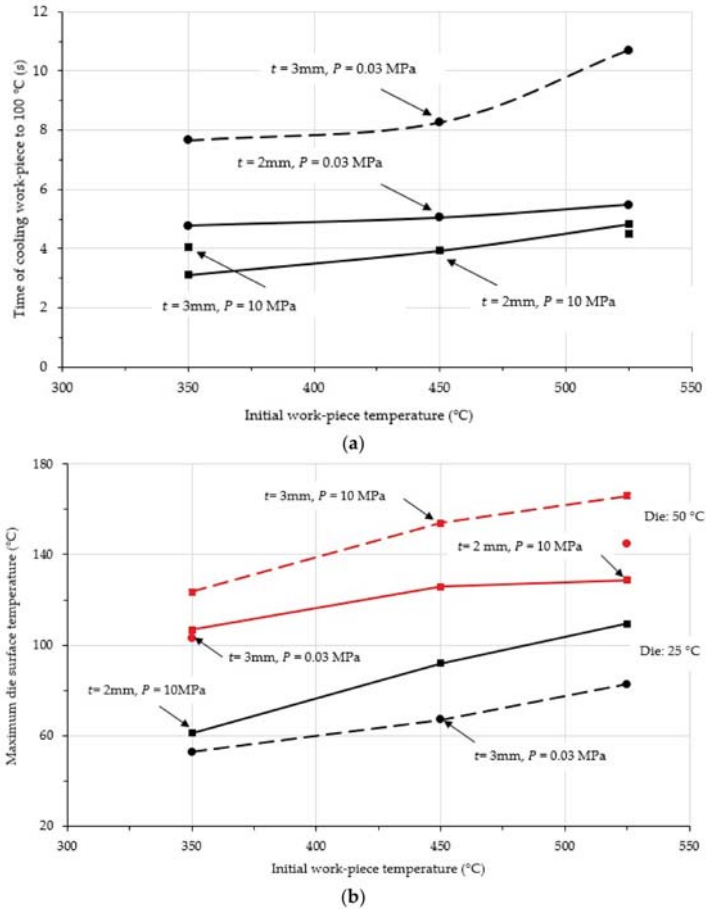 12
10
8
6
4
2
0
Time of cooling work-piece to 100 °C (s)
t = 3mm, P = 0.03 MPa
t = 2mm, P = 0.03 MPa
t = 3mm, P = 10 MPa
t = 2mm, P = 10 MPa
300 350 400 450 500 550
Initial work-piece temperature (°C)
(a)
180
140
100
60
20
Maximum die surface temperature (°C)
t= 3mm, P = 10 MPa
Die: 50 °C
t= 2 mm, P = 10 MPa
t= 3mm, P = 0.03 MPa
Die: 25 °C
t= 2mm, P = 10MPa
t= 3mm, P = 0.03 MPa
300 350 400 450 500 550
Initial work-piece temperature (°C)
(b)